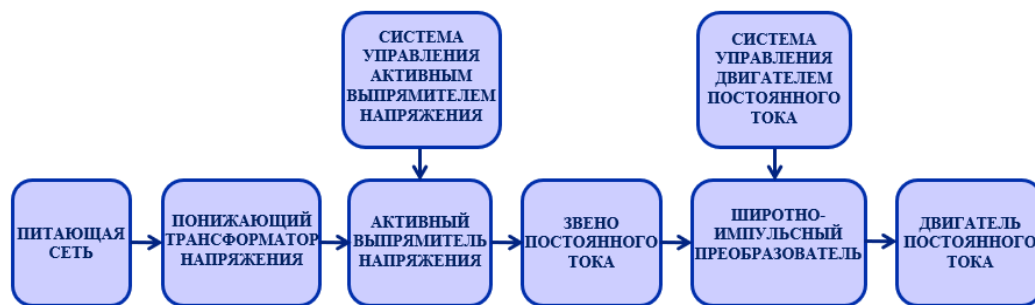 СИСТЕМА
УПРАВЛЕНИЯ
АКТИВНЫМ
ВЫПРЯМИТЕЛЕМ
НАПРЯЖЕНИЯ
СИСТЕМА
УПРАВЛЕНИЯ
ДВИГАТЕЛЕМ
ПОСТОЯННОГО
ТОКА
ПИТАЮЩАЯ
СЕТЬ
ПОНИЖАЮЩИЙ
ТРАНСФОРМАТОР
НАПРЯЖЕНИЯ
АКТИВНЫЙ
ВЫПРЯМИТЕЛЬ
НАПРЯЖЕНИЯ
ЗВЕНО
ПОСТОЯННОГО
ТОКА
ШИРОТНО-
ИМПУЛЬСНЫЙ
ПРЕОБРАЗОВАТЕЛЬ
ДВИГАТЕЛЬ
ПОСТОЯННОГО
ТОКА